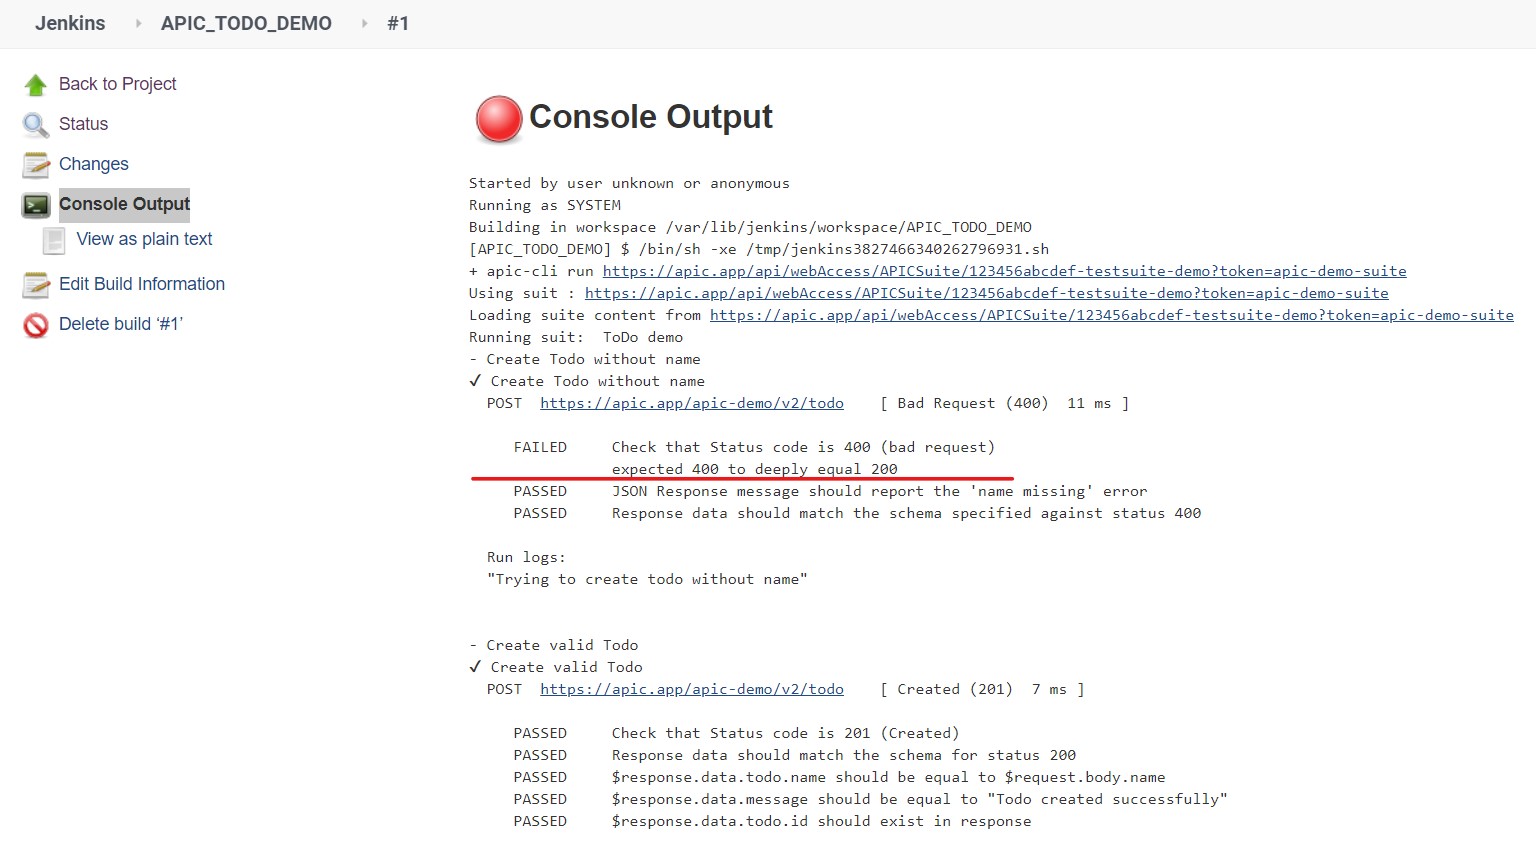 Jenkins APIC_TODO_DEMO #1
Back to Project
Status
Changes
Console Output
View as plain text
Edit Build Information
Delete build ‘#1’
Console Output
Started by user unknown or anonymous
Running as SYSTEM
Building in workspace /var/lib/jenkins/workspace/APIC_TODO_DEMO
[APIC_TODO_DEMO] $ /bin/sh -xe /tmp/jenkins3827466340262796931.sh
+ apic-cli run https://apic.app/api/webAccess/APICSuite/123456abcdef-testsuite-demo?token=apic-demo-suite
Using suit : https://apic.app/api/webAccess/APICSuite/123456abcdef-testsuite-demo?token=apic-demo-suite
Loading suite content from https://apic.app/api/webAccess/APICSuite/123456abcdef-testsuite-demo?token=apic-demo-suite
Running suit:  ToDo demo
- Create Todo without name
✓ Create Todo without name
POST  https://apic.app/apic-demo/v2/todo    [ Bad Request (400)  11 ms ]
FAILED     Check that Status code is 400 (bad request)
expected 400 to deeply equal 200
PASSED     JSON Response message should report the 'name missing' error
PASSED     Response data should match the schema specified against status 400
Run logs:
"Trying to create todo without name"
- Create valid Todo
✓ Create valid Todo
POST  https://apic.app/apic-demo/v2/todo    [ Created (201)  7 ms ]
PASSED     Check that Status code is 201 (Created)
PASSED     Response data should match the schema for status 200
PASSED     $response.data.todo.name should be equal to $request.body.name
PASSED     $response.data.message should be equal to "Todo created successfully"
PASSED     $response.data.todo.id should exist in response